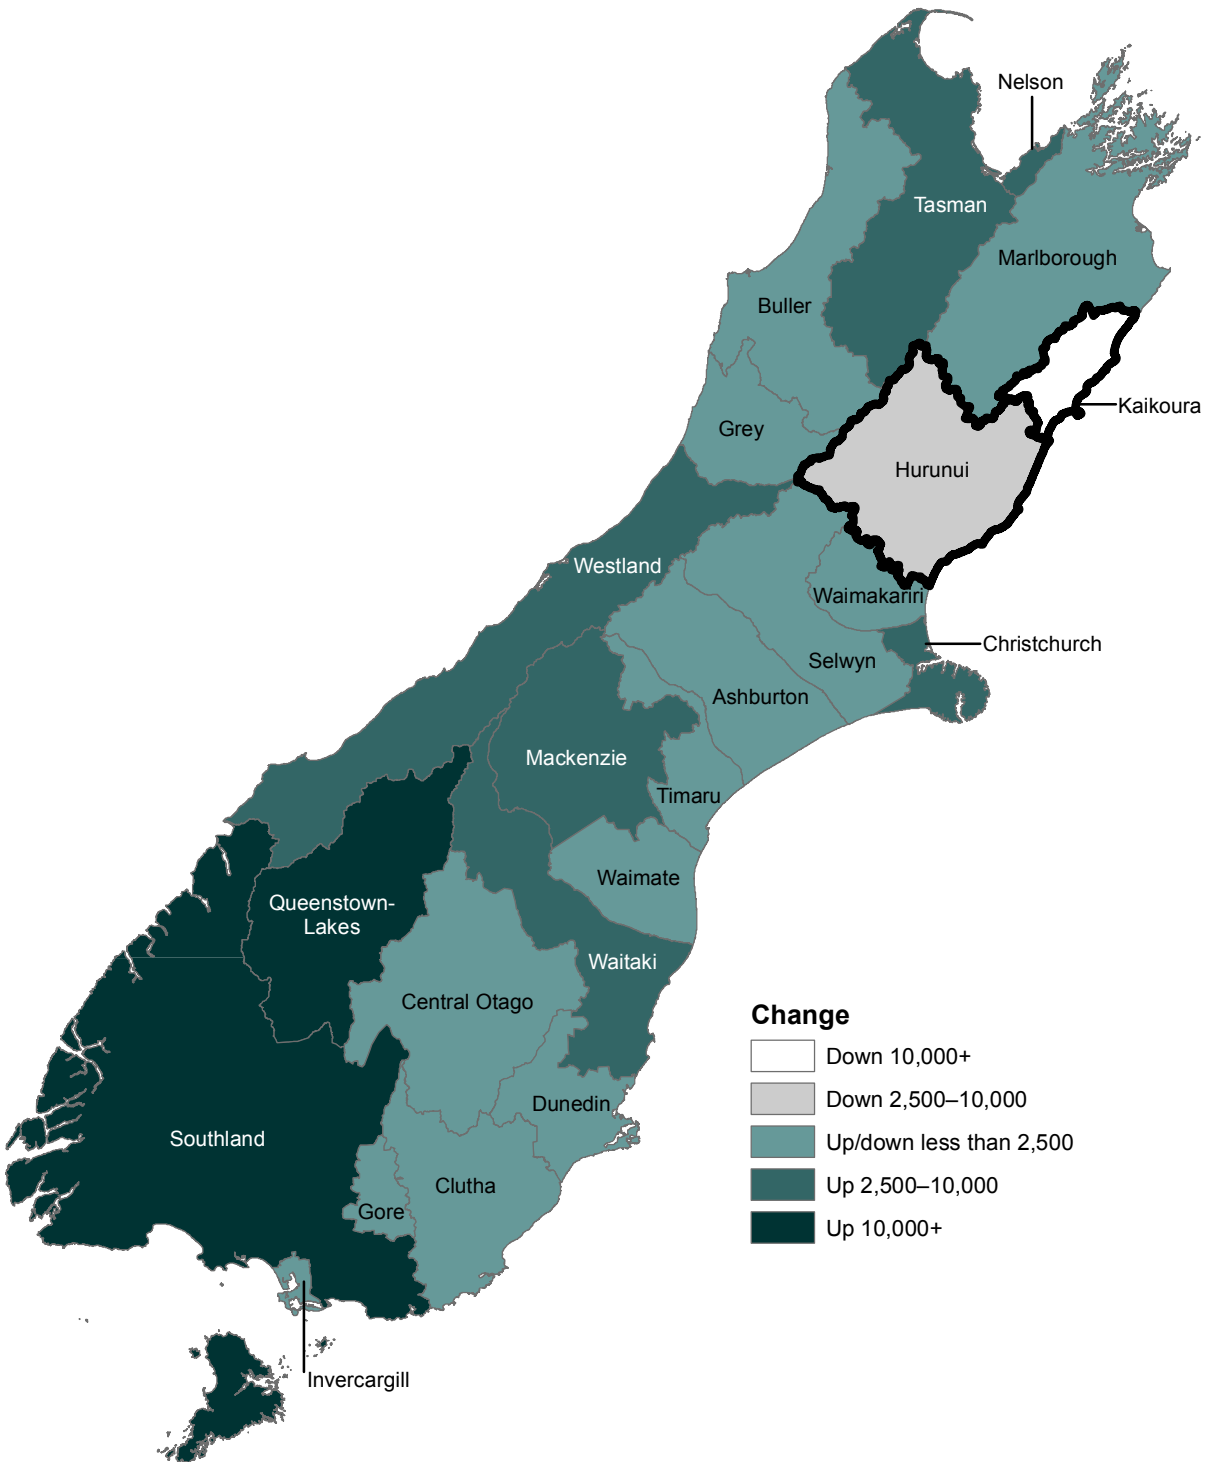 Nelson
Tasman
Marlborough
Buller
Kaikoura
Grey
Hurunui
Westland
Waimakariri
Christchurch
Selwyn
Ashburton
Mackenzie
Timaru
Waimate
Queenstown-
Lakes
Waitaki
Central Otago
Change
Down 10,000+
Down 2,500–10,000
Dunedin
Up/down less than 2,500
Southland
Clutha
Up 2,500–10,000
Gore
Up 10,000+
Invercargill